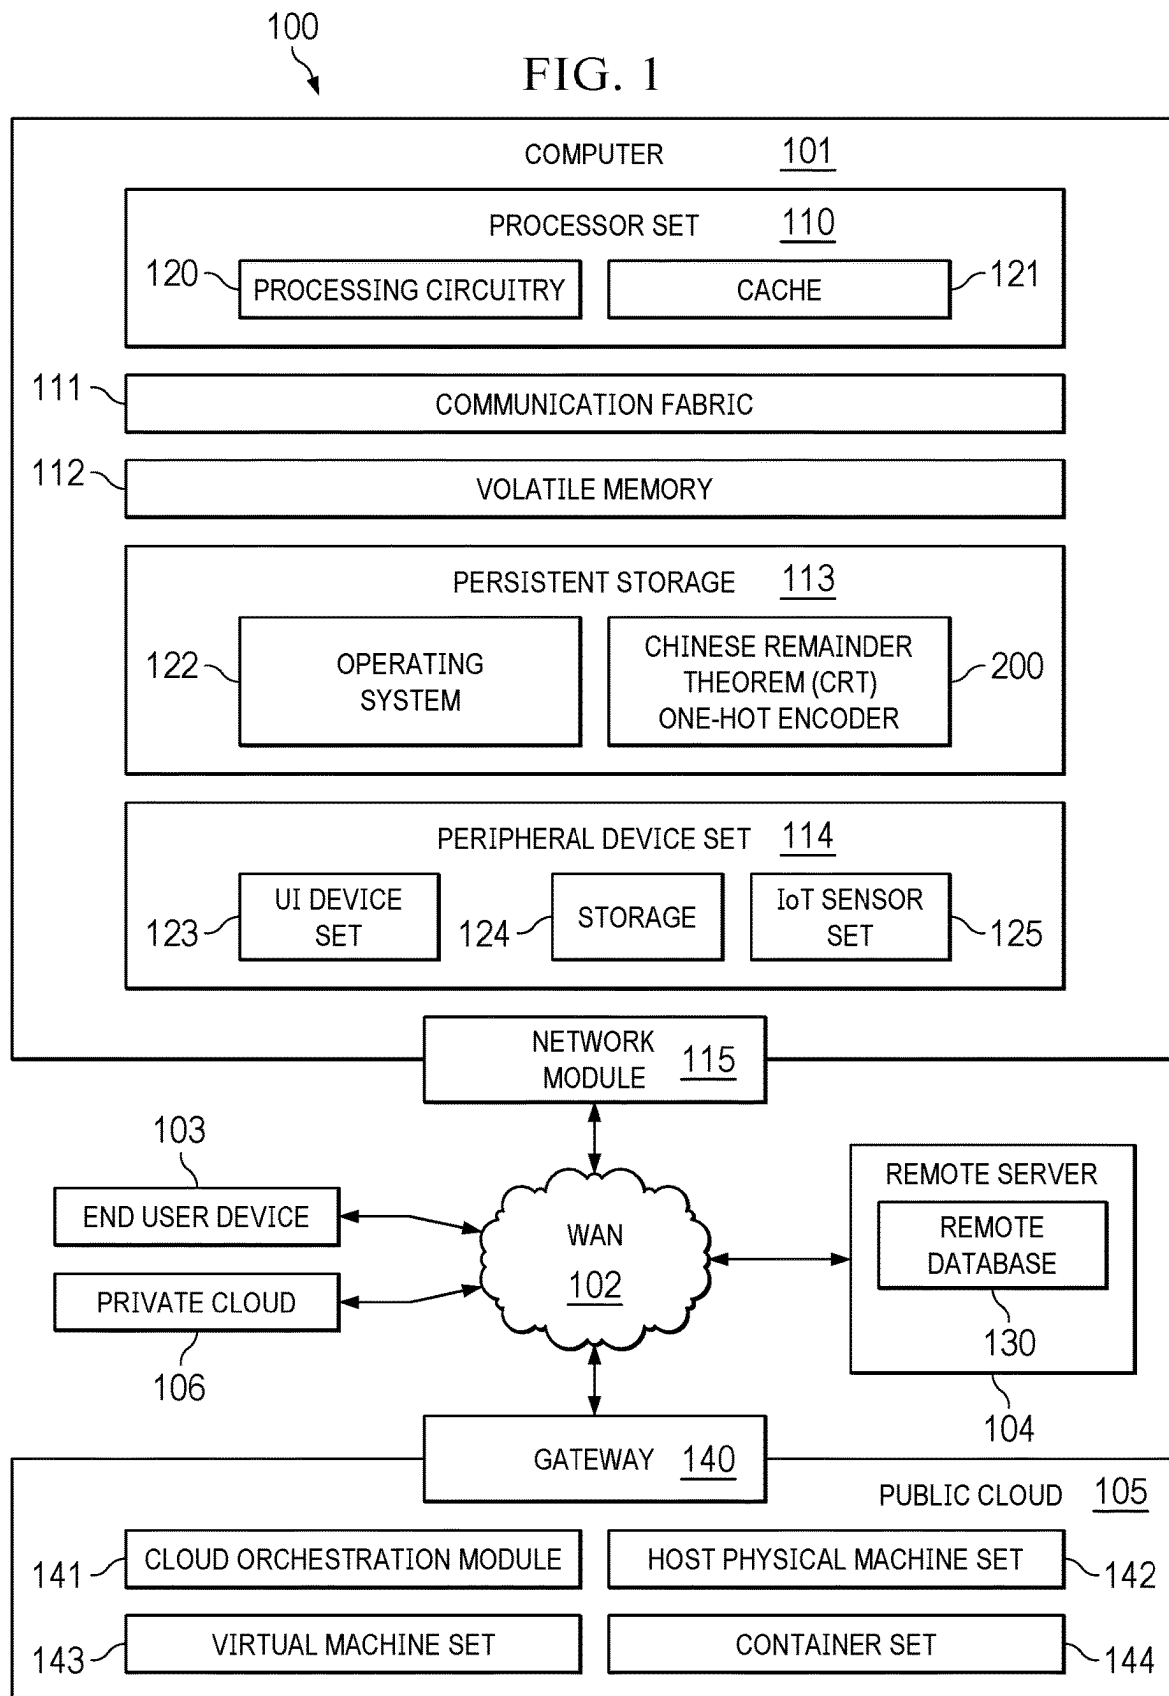 100
FIG. 1
COMPUTER 101
PROCESSOR SET 110
120 PROCESSING CIRCUITRY CACHE 121
111 COMMUNICATION FABRIC
112 VOLATILE MEMORY
PERSISTENT STORAGE 113
122 OPERATING
SYSTEM
CHINESE REMAINDER
THEOREM (CRT)
ONE-HOT ENCODER
200
PERIPHERAL DEVICE SET 114
123 UI DEVICE
SET
124 STORAGE
IoT SENSOR
SET
125
NETWORK
MODULE
115
103
END USER DEVICE
PRIVATE CLOUD
106
WAN
102
REMOTE SERVER
REMOTE
DATABASE
130
104
GATEWAY 140
PUBLIC CLOUD 105
141 CLOUD ORCHESTRATION MODULE HOST PHYSICAL MACHINE SET 142
143 VIRTUAL MACHINE SET CONTAINER SET 144